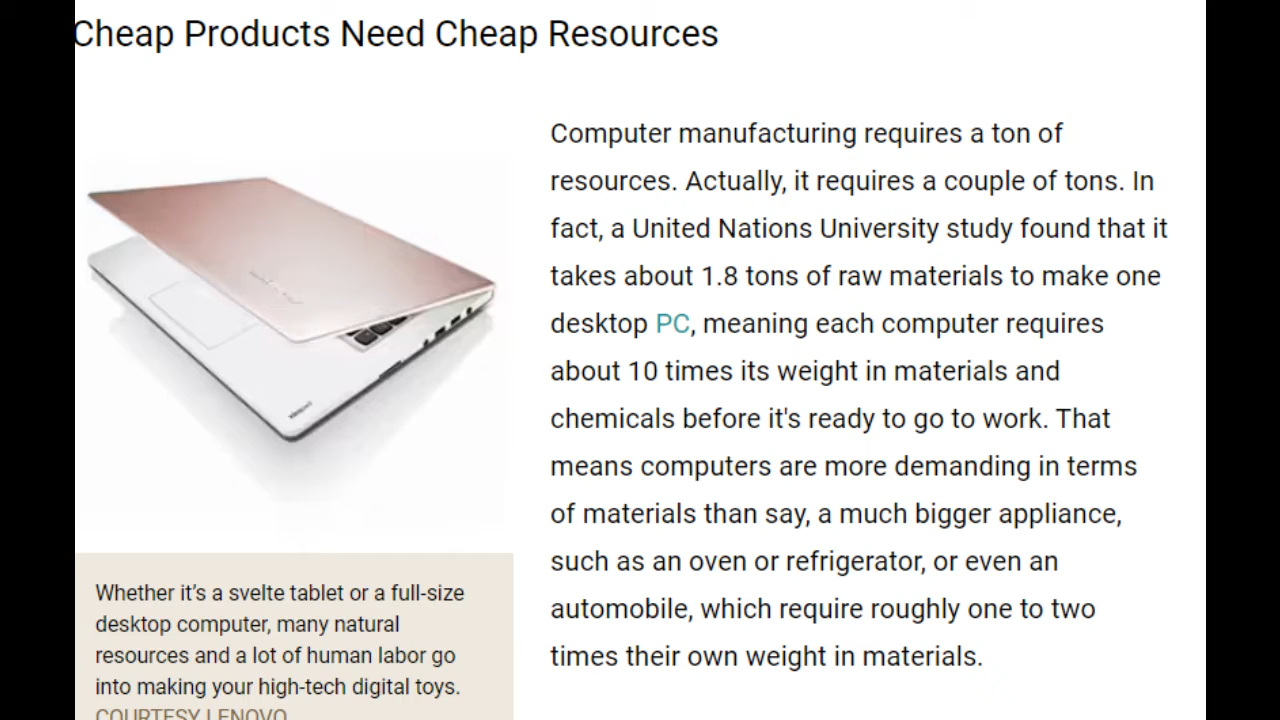 Cheap Products Need Cheap Resources
Computer manufacturing requires a ton of
resources. Actually, it requires a couple of tons. In
fact, a United Nations University study found that it
takes about 1.8 tons of raw materials to make one
desktop PC, meaning each computer requires
about 10 times its weight in materials and
chemicals before it's ready to go to work. That
means computers are more demanding in terms
of materials than say, a much bigger appliance,
such as an oven or refrigerator, or even an
automobile, which require roughly one to two
times their own weight in materials.
Whether it’s a svelte tablet or a full-size
desktop computer, many natural
resources and a lot of human labor go
into making your high-tech digital toys.
COURTESY LENOVO